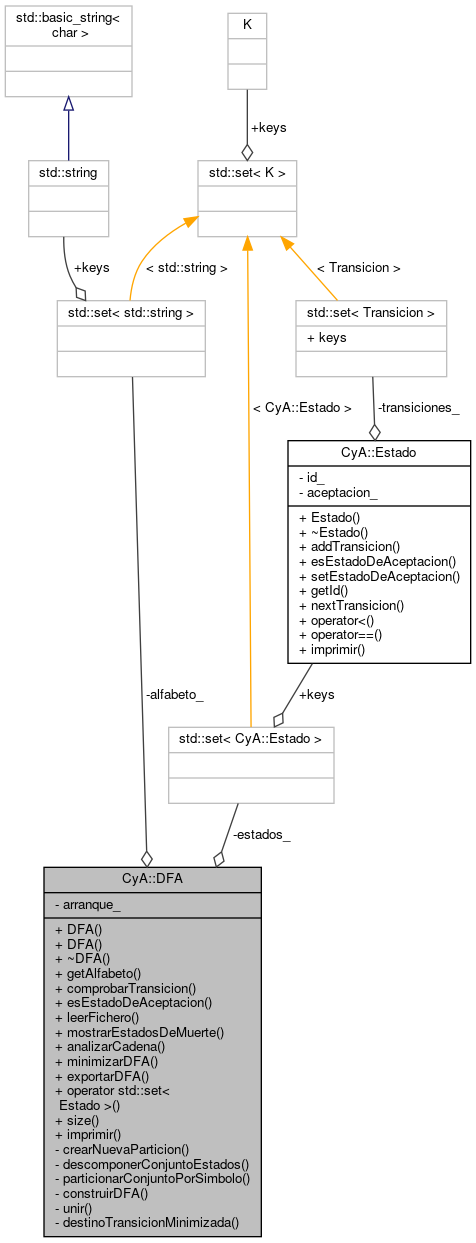 std::basic_string<
char >
K
+keys
std::string
std::set< K >
+keys
< std::string >
< Transicion >
std::set< std::string >
std::set< Transicion >
+ keys
< CyA::Estado >
-transiciones_
CyA::Estado
- id_
- aceptacion_
+ Estado()
+ ~Estado()
+ addTransicion()
+ esEstadoDeAceptacion()
+ setEstadoDeAceptacion()
+ getId()
+ nextTransicion()
+ operator<()
+ operator==()
+ imprimir()
-alfabeto_
+keys
std::set< CyA::Estado >
-estados_
CyA::DFA
- arranque_
+ DFA()
+ DFA()
+ ~DFA()
+ getAlfabeto()
+ comprobarTransicion()
+ esEstadoDeAceptacion()
+ leerFichero()
+ mostrarEstadosDeMuerte()
+ analizarCadena()
+ minimizarDFA()
+ exportarDFA()
+ operator std::set<
Estado >()
+ size()
+ imprimir()
- crearNuevaParticion()
- descomponerConjuntoEstados()
- particionarConjuntoPorSimbolo()
- construirDFA()
- unir()
- destinoTransicionMinimizada()